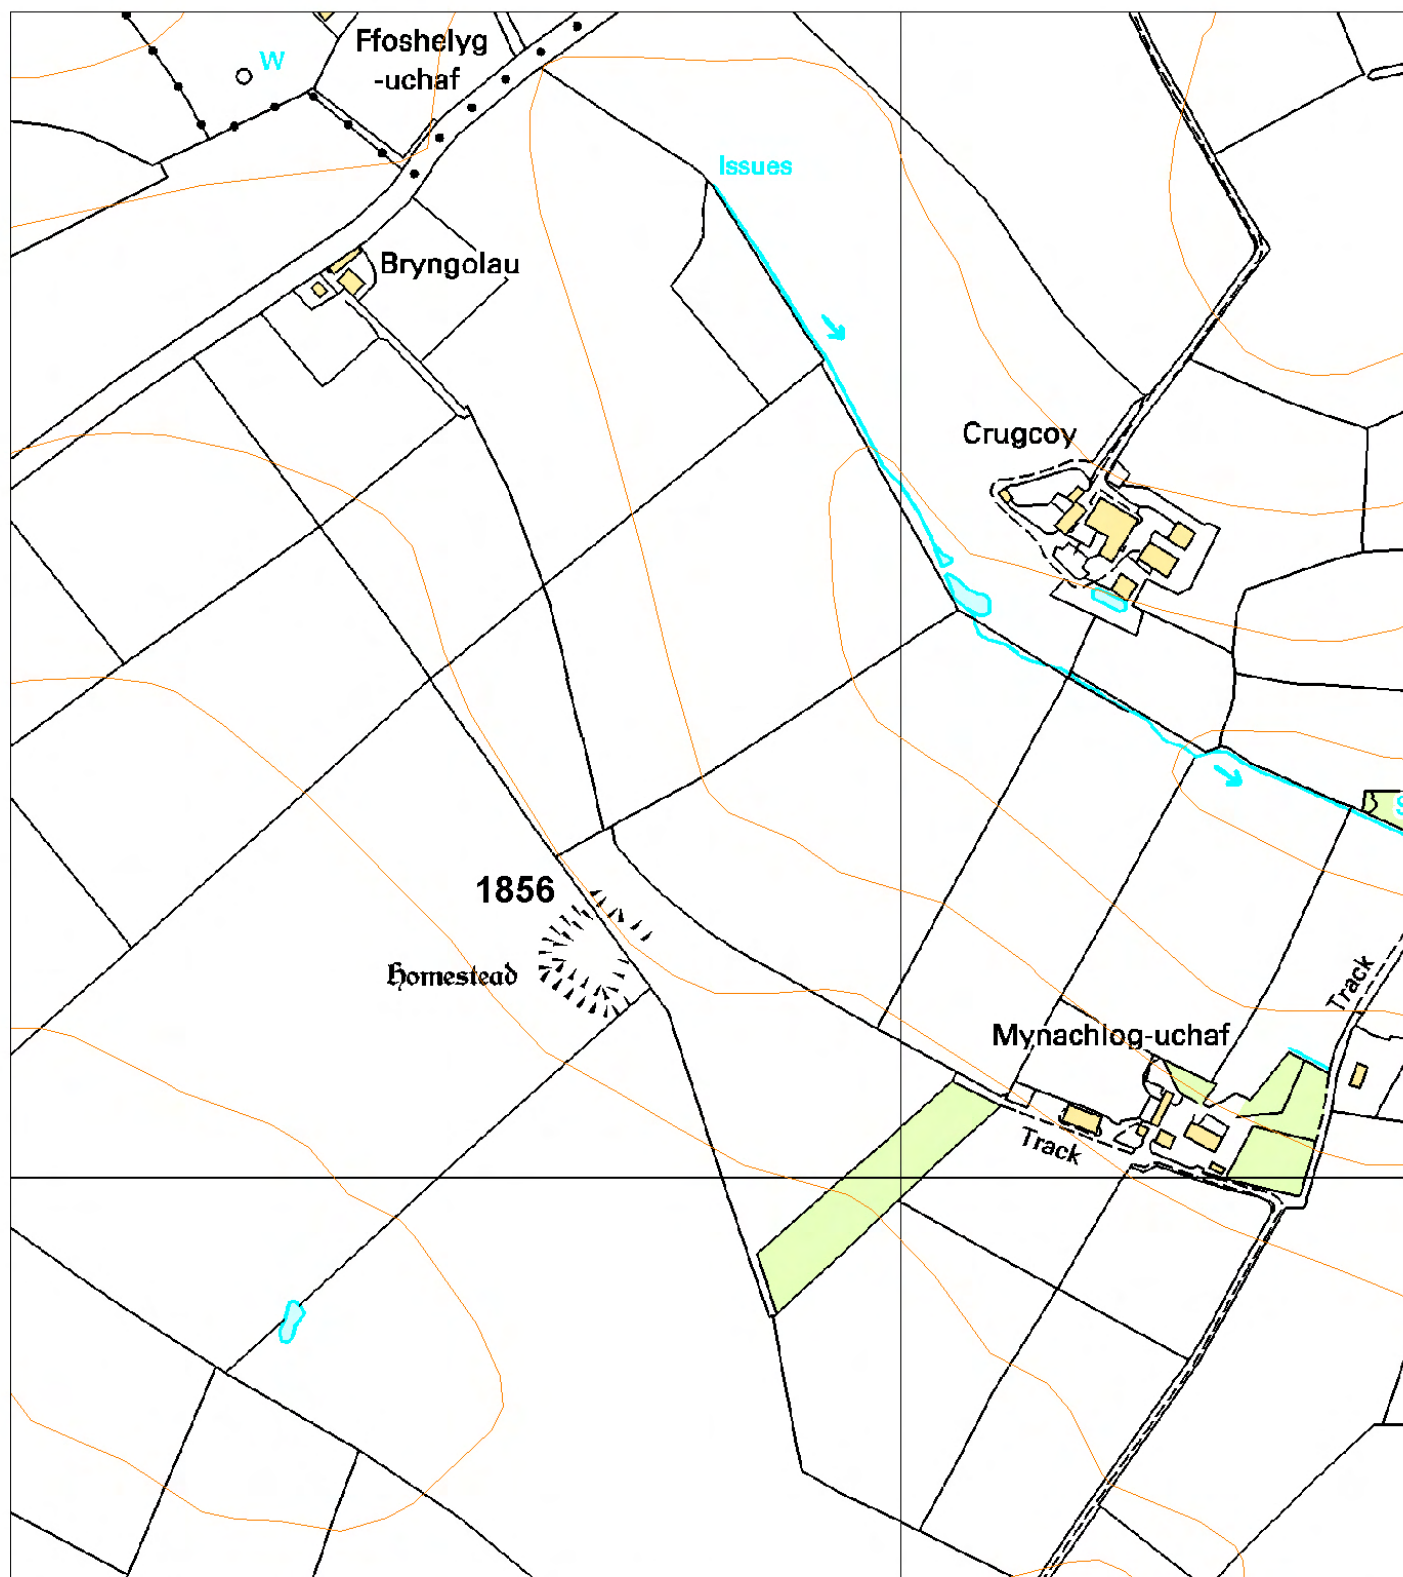 Ffoshelyg
-uchaf
W
Issues
Bryngolau
Crugcoy
S
1856
Homestead
Track
Mynachlog-uchaf
Track